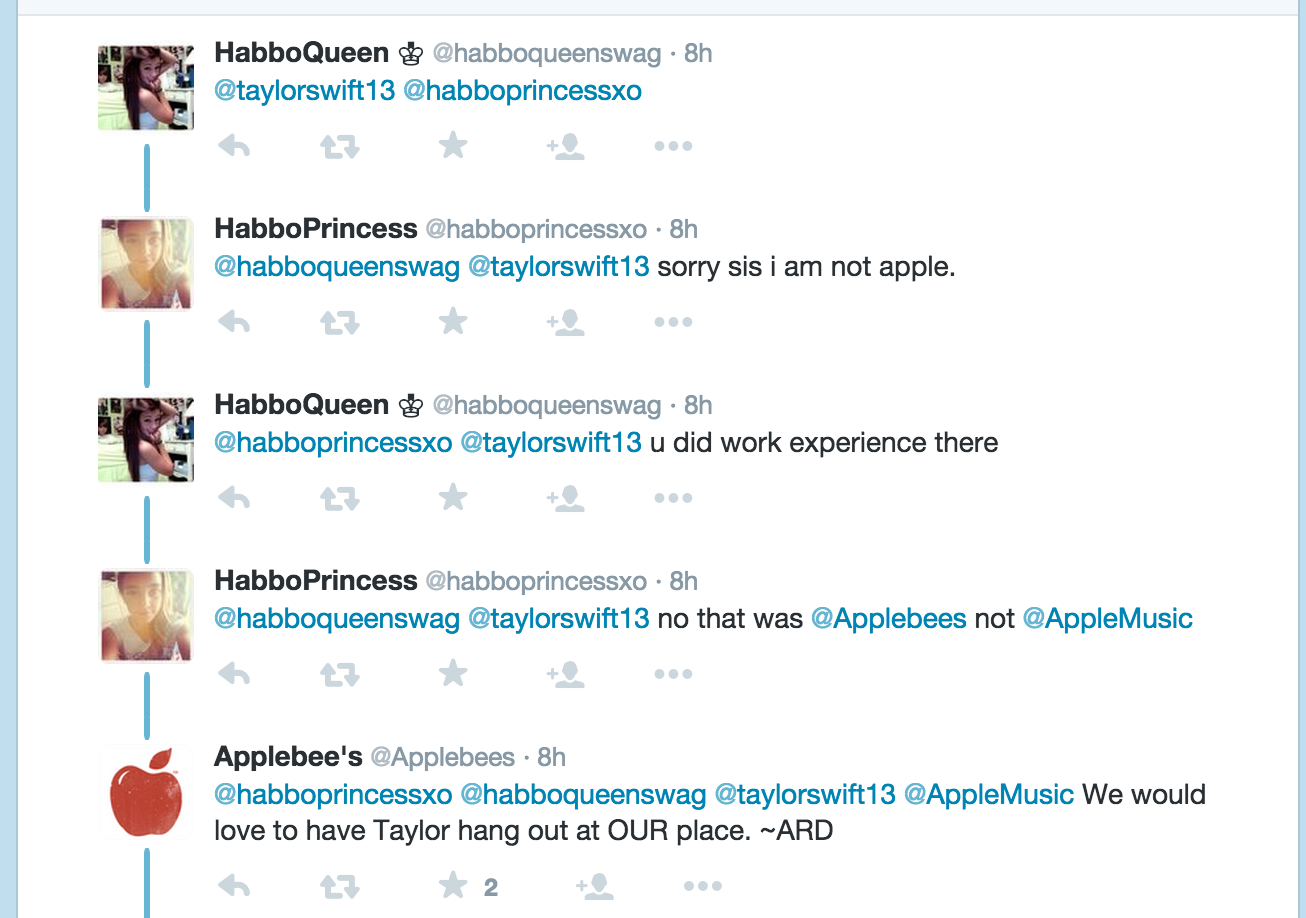 HabboQueen ♔ @habboqueenswag · 8h
@taylorswift13 @habboprincessxo
HabboPrincess @habboprincessxo · 8h
@habboqueenswag @taylorswift13 sorry sis i am not apple.
HabboQueen ♔ @habboqueenswag · 8h
@habboprincessxo @taylorswift13 u did work experience there
HabboPrincess @habboprincessxo · 8h
@habboqueenswag @taylorswift13 no that was @Applebees not @AppleMusic
Applebee's @Applebees · 8h
@habboprincessxo @habboqueenswag @taylorswift13 @AppleMusic We would
love to have Taylor hang out at OUR place. ~ARD
2